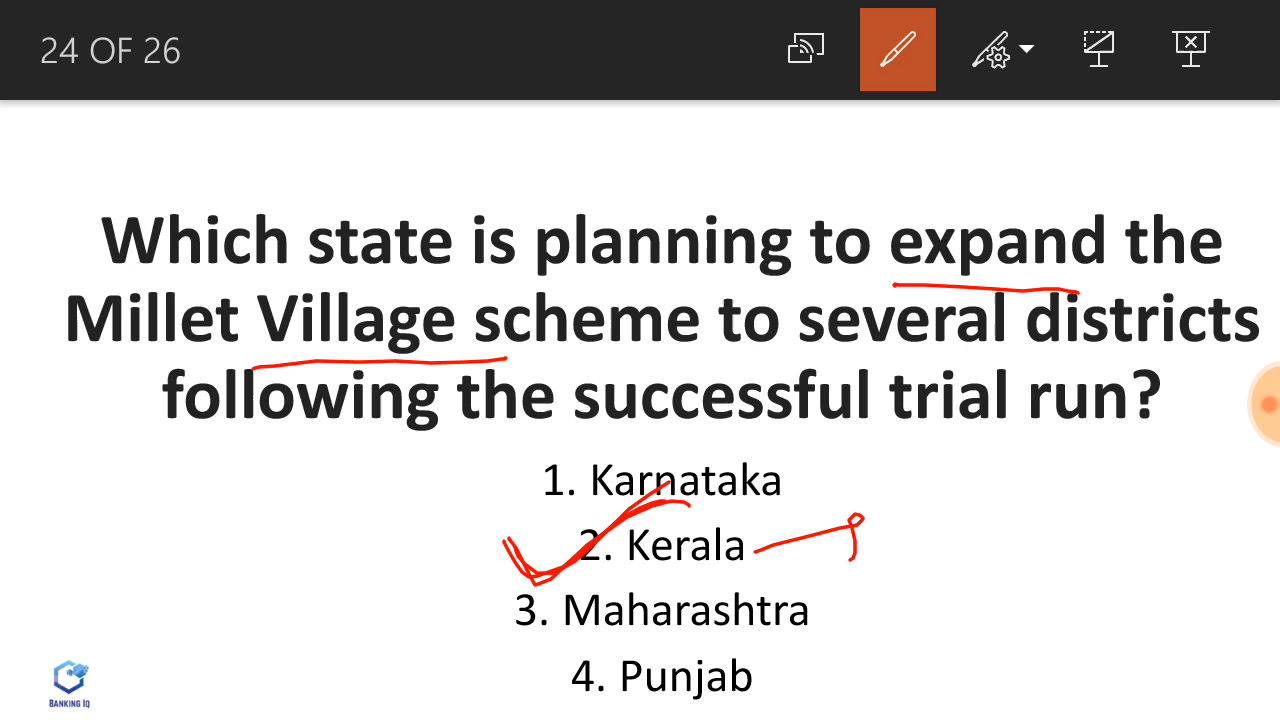 24 OF 26
Which state is planning to expand the
Millet Village scheme to several districts
following the successful trial run?
1. Karnataka
2. Kerala
3. Maharashtra
4. Punjab
BANKING IQ